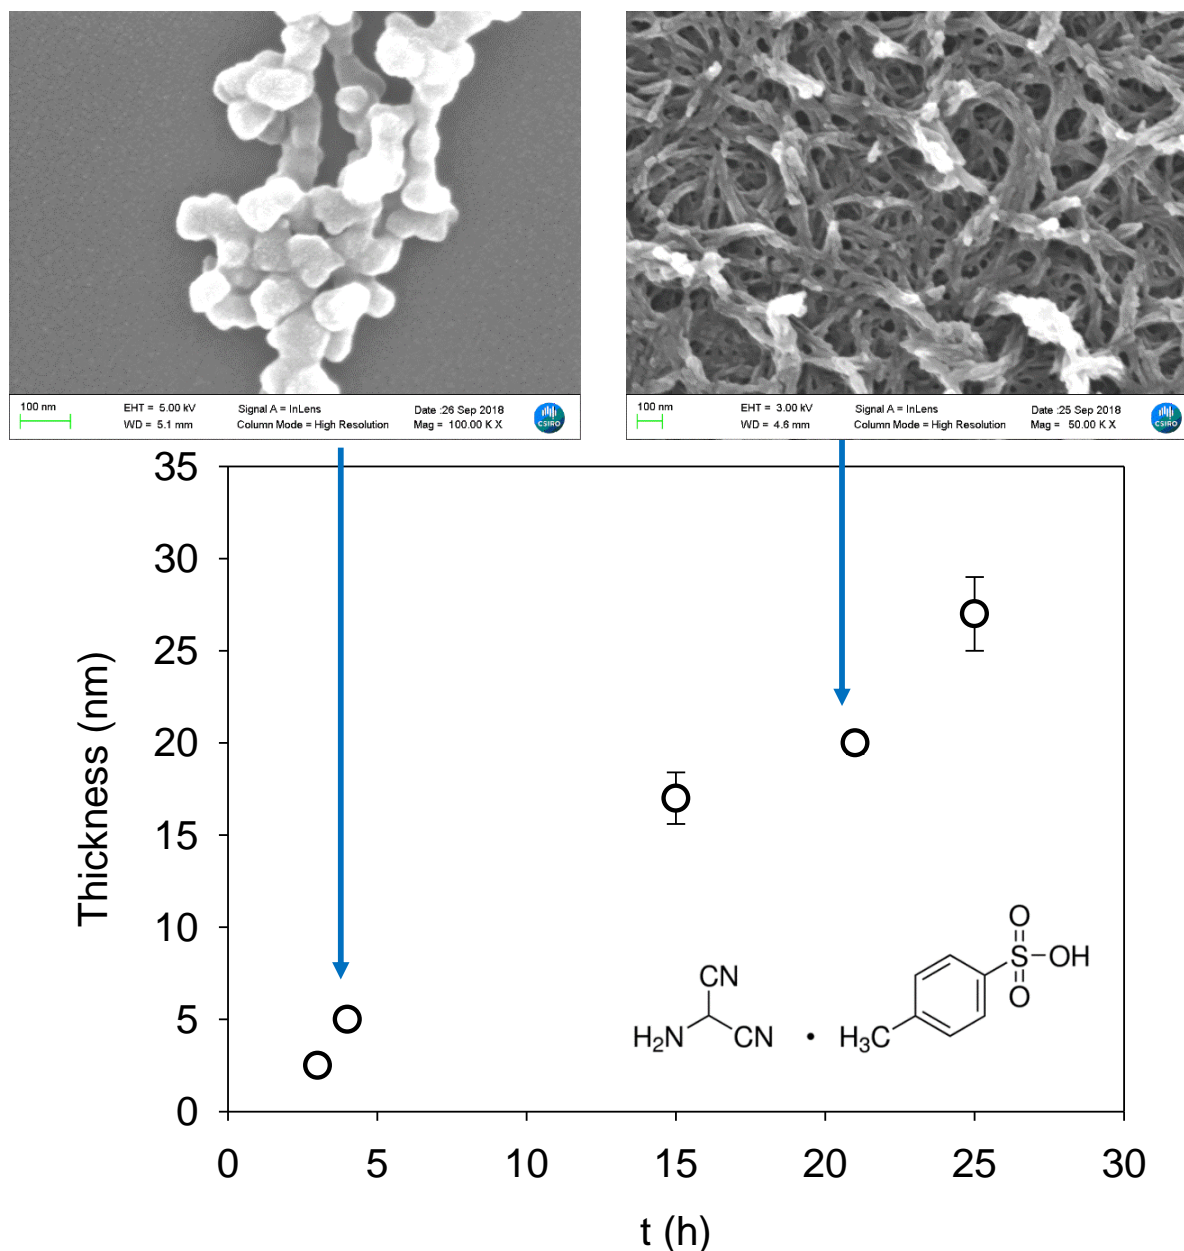 100 nm
EHT = 5.00 kV
WD = 5.1 mm
Signal A = InLens
Column Mode = High Resolution
Date :26 Sep 2018
Mag = 100.00 K X
CSIRO
100 nm
EHT = 3.00 kV
WD = 4.6 mm
Signal A = InLens
Column Mode = High Resolution
Date :25 Sep 2018
Mag = 50.00 K X
CSIRO
35
30
25
20
15
10
5
0
Thickness (nm)
CN
H₂N
CN
•
H₃C
O
S
OH
O
0 5 10 15 20 25 30
t (h)